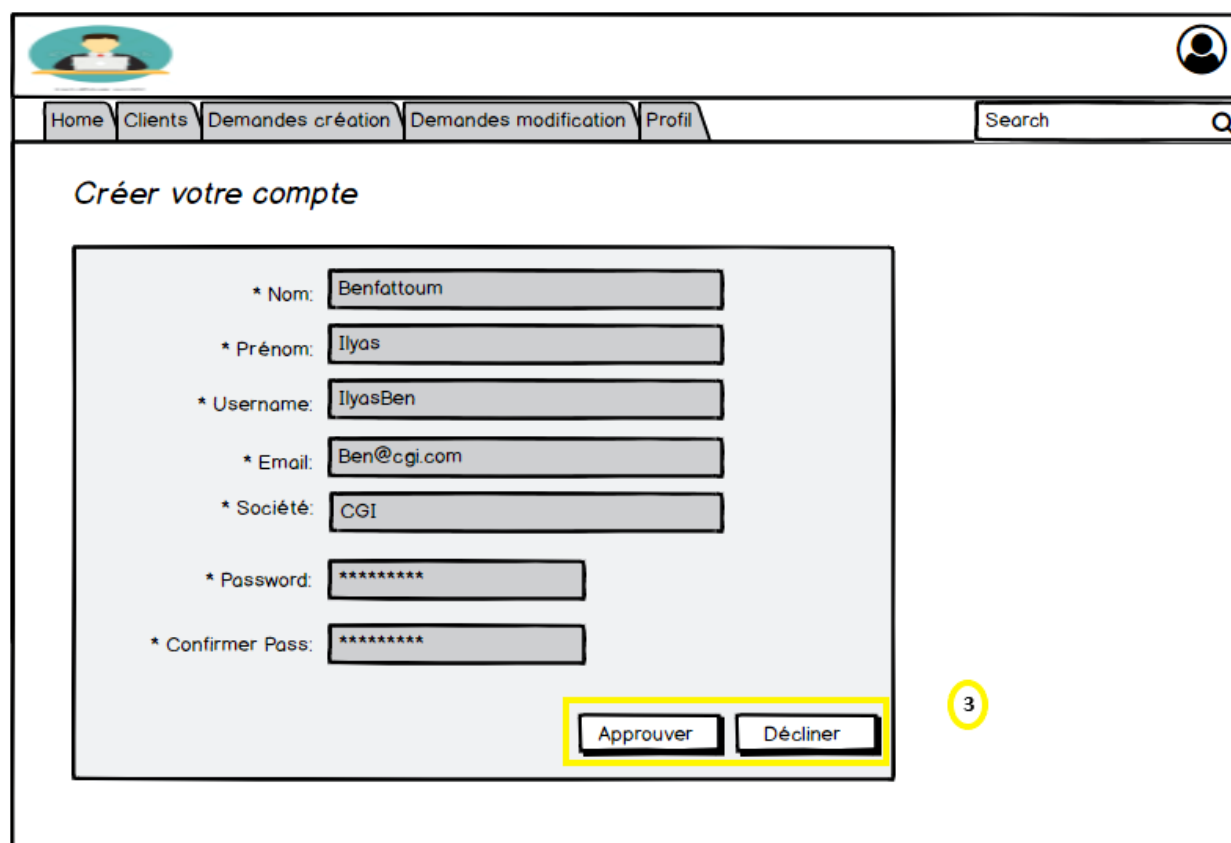 Home Clients Demandes création Demandes modification Profil Search
Créer votre compte
* Nom: Benfattoum
* Prénom: Ilyas
* Username: IlyasBen
* Email: Ben@cgi.com
* Société: CGI
* Password: *********
* Confirmer Pass: *********
3
Approuver Décliner